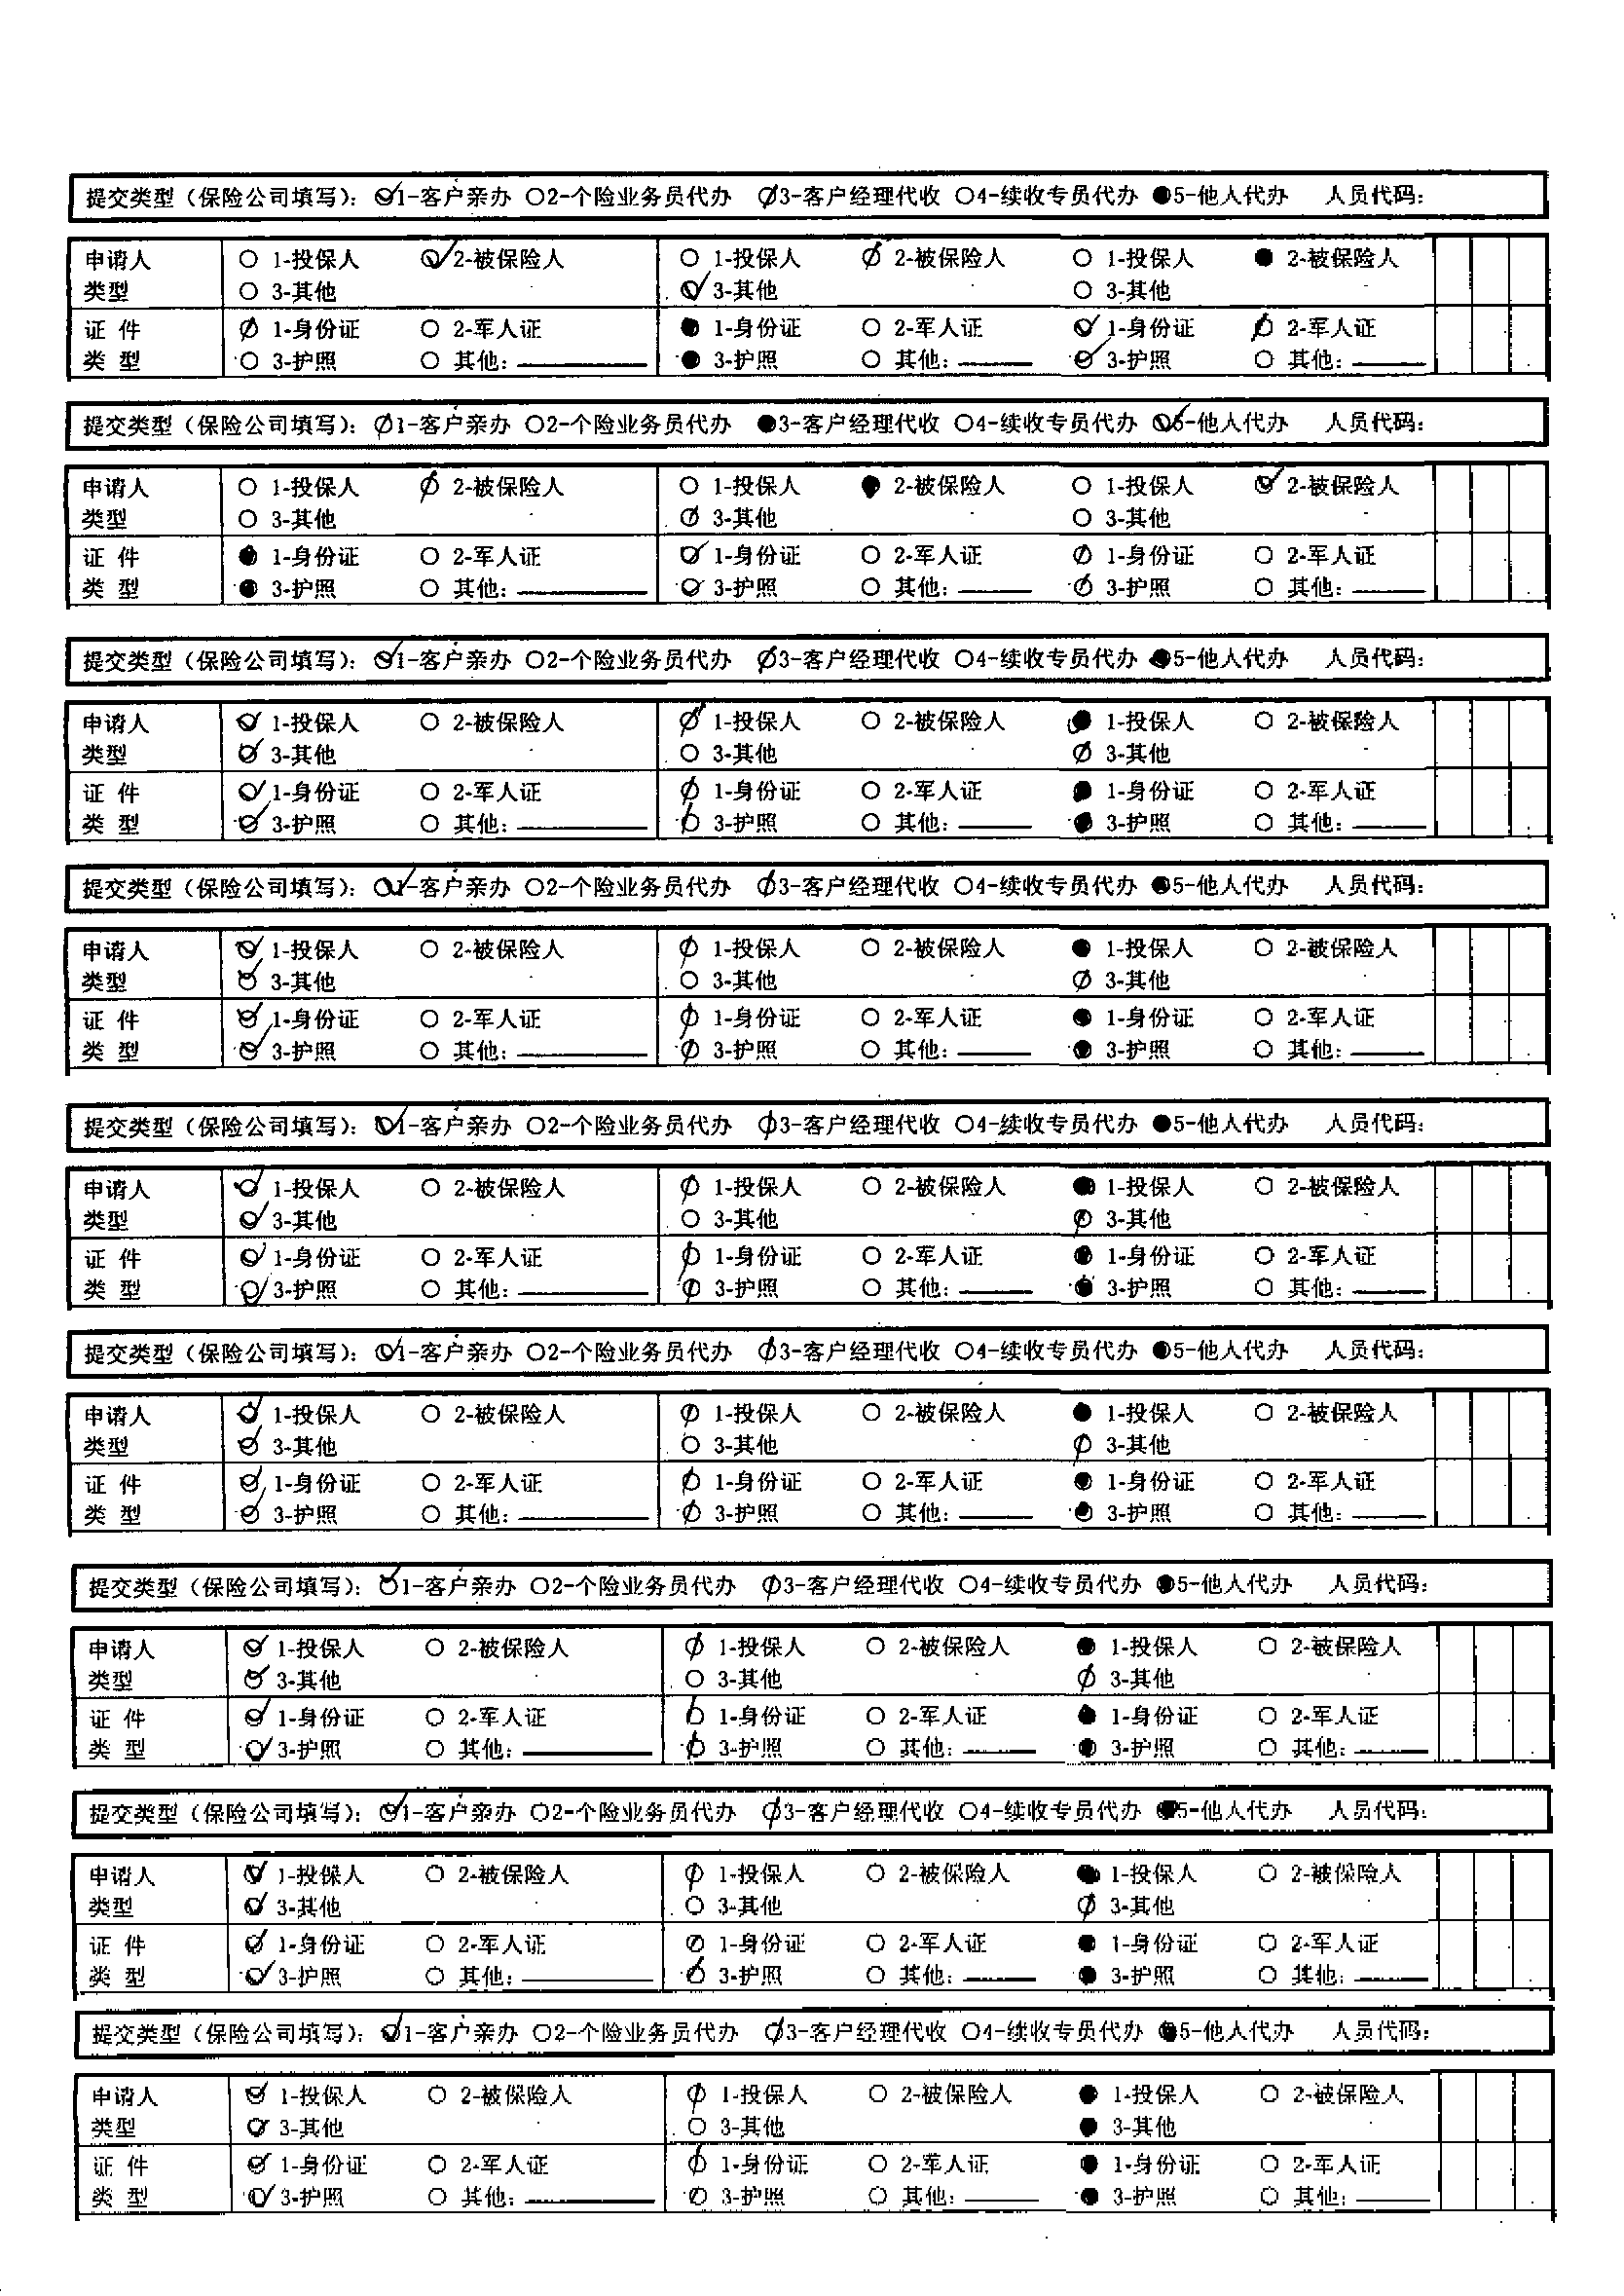 提交类型（保险公司填写）：1-客户亲办 ○2-个险业务员代办 3-客户经理代收 ○4-续收专员代办 ●5-他人代办 人员代码：
申请人 ○ 1-投保人 2-被保险人 ○ 1-投保人 2-被保险人 ○ 1-投保人 ● 2-被保险人
类型 ○ 3-其他 3-其他 ○ 3-其他
证 件 1-身份证 ○ 2-军人证 ● 1-身份证 ○ 2-军人证 1-身份证 2-军人证
类 型 ○ 3-护照 ○ 其他： ● 3-护照 ○ 其他： 3-护照 ○ 其他：
提交类型（保险公司填写）：1-客户亲办 ○2-个险业务员代办 ●3-客户经理代收 ○4-续收专员代办 5-他人代办 人员代码：
申请人 ○ 1-投保人 2-被保险人 ○ 1-投保人 ● 2-被保险人 ○ 1-投保人 2-被保险人
类型 ○ 3-其他 3-其他 ○ 3-其他
证 件 ● 1-身份证 ○ 2-军人证 1-身份证 ○ 2-军人证 1-身份证 ○ 2-军人证
类 型 ● 3-护照 ○ 其他： 3-护照 ○ 其他： 3-护照 ○ 其他：
提交类型（保险公司填写）：1-客户亲办 ○2-个险业务员代办 3-客户经理代收 ○4-续收专员代办 ●5-他人代办 人员代码：
申请人 1-投保人 ○ 2-被保险人 1-投保人 ○ 2-被保险人 ● 1-投保人 ○ 2-被保险人
类型 3-其他 ○ 3-其他 3-其他
证 件 1-身份证 ○ 2-军人证 1-身份证 ○ 2-军人证 ● 1-身份证 ○ 2-军人证
类 型 3-护照 ○ 其他： 3-护照 ○ 其他： ● 3-护照 ○ 其他：
提交类型（保险公司填写）：1-客户亲办 ○2-个险业务员代办 3-客户经理代收 ○4-续收专员代办 ●5-他人代办 人员代码：
申请人 1-投保人 ○ 2-被保险人 1-投保人 ○ 2-被保险人 ● 1-投保人 ○ 2-被保险人
类型 3-其他 ○ 3-其他 3-其他
证 件 1-身份证 ○ 2-军人证 1-身份证 ○ 2-军人证 ● 1-身份证 ○ 2-军人证
类 型 3-护照 ○ 其他： 3-护照 ○ 其他： ● 3-护照 ○ 其他：
提交类型（保险公司填写）：1-客户亲办 ○2-个险业务员代办 3-客户经理代收 ○4-续收专员代办 ●5-他人代办 人员代码：
申请人 1-投保人 ○ 2-被保险人 1-投保人 ○ 2-被保险人 ● 1-投保人 ○ 2-被保险人
类型 3-其他 ○ 3-其他 3-其他
证 件 1-身份证 ○ 2-军人证 1-身份证 ○ 2-军人证 ● 1-身份证 ○ 2-军人证
类 型 3-护照 ○ 其他： 3-护照 ○ 其他： ● 3-护照 ○ 其他：
提交类型（保险公司填写）：1-客户亲办 ○2-个险业务员代办 3-客户经理代收 ○4-续收专员代办 ●5-他人代办 人员代码：
申请人 1-投保人 ○ 2-被保险人 1-投保人 ○ 2-被保险人 ● 1-投保人 ○ 2-被保险人
类型 3-其他 ○ 3-其他 3-其他
证 件 1-身份证 ○ 2-军人证 1-身份证 ○ 2-军人证 ● 1-身份证 ○ 2-军人证
类 型 3-护照 ○ 其他： 3-护照 ○ 其他： ● 3-护照 ○ 其他：
提交类型（保险公司填写）：1-客户亲办 ○2-个险业务员代办 3-客户经理代收 ○4-续收专员代办 ●5-他人代办 人员代码：
申请人 1-投保人 ○ 2-被保险人 1-投保人 ○ 2-被保险人 ● 1-投保人 ○ 2-被保险人
类型 3-其他 ○ 3-其他 3-其他
证 件 1-身份证 ○ 2-军人证 1-身份证 ○ 2-军人证 ● 1-身份证 ○ 2-军人证
类 型 3-护照 ○ 其他： 3-护照 ○ 其他： ● 3-护照 ○ 其他：
提交类型（保险公司填写）：1-客户亲办 ○2-个险业务员代办 3-客户经理代收 ○4-续收专员代办 ●5-他人代办 人员代码：
申请人 1-投保人 ○ 2-被保险人 1-投保人 ○ 2-被保险人 ● 1-投保人 ○ 2-被保险人
类型 3-其他 ○ 3-其他 3-其他
证 件 1-身份证 ○ 2-军人证 1-身份证 ○ 2-军人证 ● 1-身份证 ○ 2-军人证
类 型 3-护照 ○ 其他： 3-护照 ○ 其他： ● 3-护照 ○ 其他：
提交类型（保险公司填写）：1-客户亲办 ○2-个险业务员代办 3-客户经理代收 ○4-续收专员代办 ●5-他人代办 人员代码：
申请人 1-投保人 ○ 2-被保险人 1-投保人 ○ 2-被保险人 ● 1-投保人 ○ 2-被保险人
类型 3-其他 ○ 3-其他 ● 3-其他
证 件 1-身份证 ○ 2-军人证 1-身份证 ○ 2-军人证 ● 1-身份证 ○ 2-军人证
类 型 3-护照 ○ 其他： 3-护照 ○ 其他： ● 3-护照 ○ 其他：